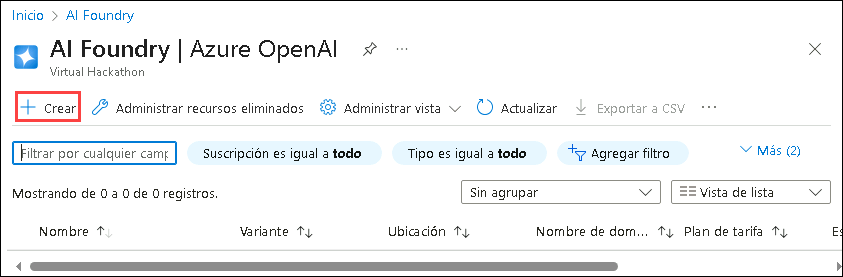 Inicio > AI Foundry
AI Foundry | Azure OpenAI ...
Virtual Hackathon
Crear Administrar recursos eliminados Administrar vista Actualizar Exportar a CSV ...
Filtrar por cualquier camp Suscripción es igual a todo Tipo es igual a todo Agregar filtro Más (2)
Mostrando de 0 a 0 de 0 registros. Sin agrupar Vista de lista
Nombre ↑↓ Variante ↑↓ Ubicación ↑↓ Nombre de dom... ↑↓ Plan de tarifa ↑↓ Es